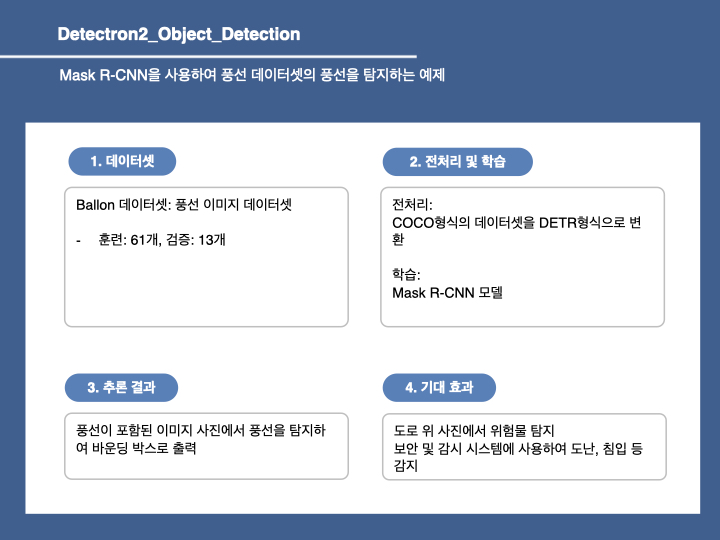 Detectron2_Object_Detection
Mask R-CNN을 사용하여 풍선 데이터셋의 풍선을 탐지하는 예제
1. 데이터셋
Ballon 데이터셋: 풍선 이미지 데이터셋
- 훈련: 61개, 검증: 13개
2. 전처리 및 학습
전처리:
COCO형식의 데이터셋을 DETR형식으로 변
환
학습:
Mask R-CNN 모델
3. 추론 결과
풍선이 포함된 이미지 사진에서 풍선을 탐지하
여 바운딩 박스로 출력
4. 기대 효과
도로 위 사진에서 위험물 탐지
보안 및 감시 시스템에 사용하여 도난, 침입 등
감지